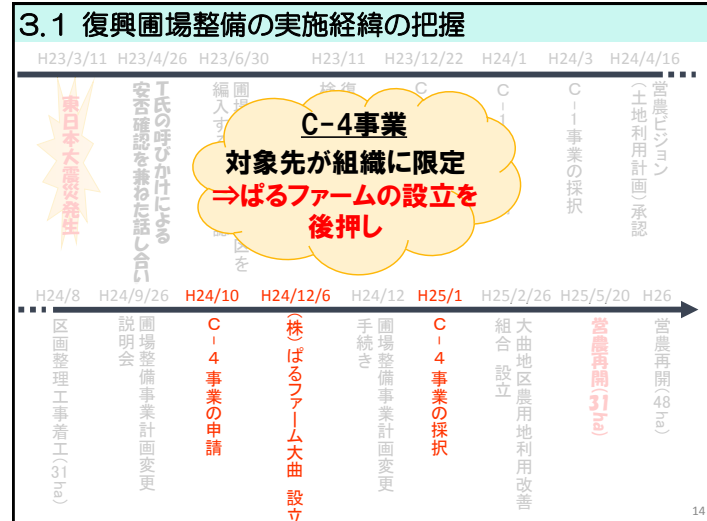 3.1 復興圃場整備の実施経緯の把握
H23/3/11 H23/4/26 H23/6/30 H23/11 H23/12/22 H24/1 H24/3 H24/4/16
東日本大震災発生
T氏の呼びかけによる
安否確認を兼ねた話し合い
圃場
編入す
区を
復
検
C
C-1
C-1事業の採択
営農ビジョン
(土地利用計画)承認
C-4事業
対象先が組織に限定
⇒ぱるファームの設立を
後押し
H24/8 H24/9/26 H24/10 H24/12/6 H24/12 H25/1 H25/2/26 H25/5/20 H26
区画整理工事着工(31ha)
圃場整備事業計画変更
説明会
C-4事業の申請
(株)ぱるファーム大曲 設立
圃場整備事業計画変更
手続き
C-4事業の採択
大曲地区農用地利用改善
組合 設立
営農再開(31ha)
営農再開(48ha)
14